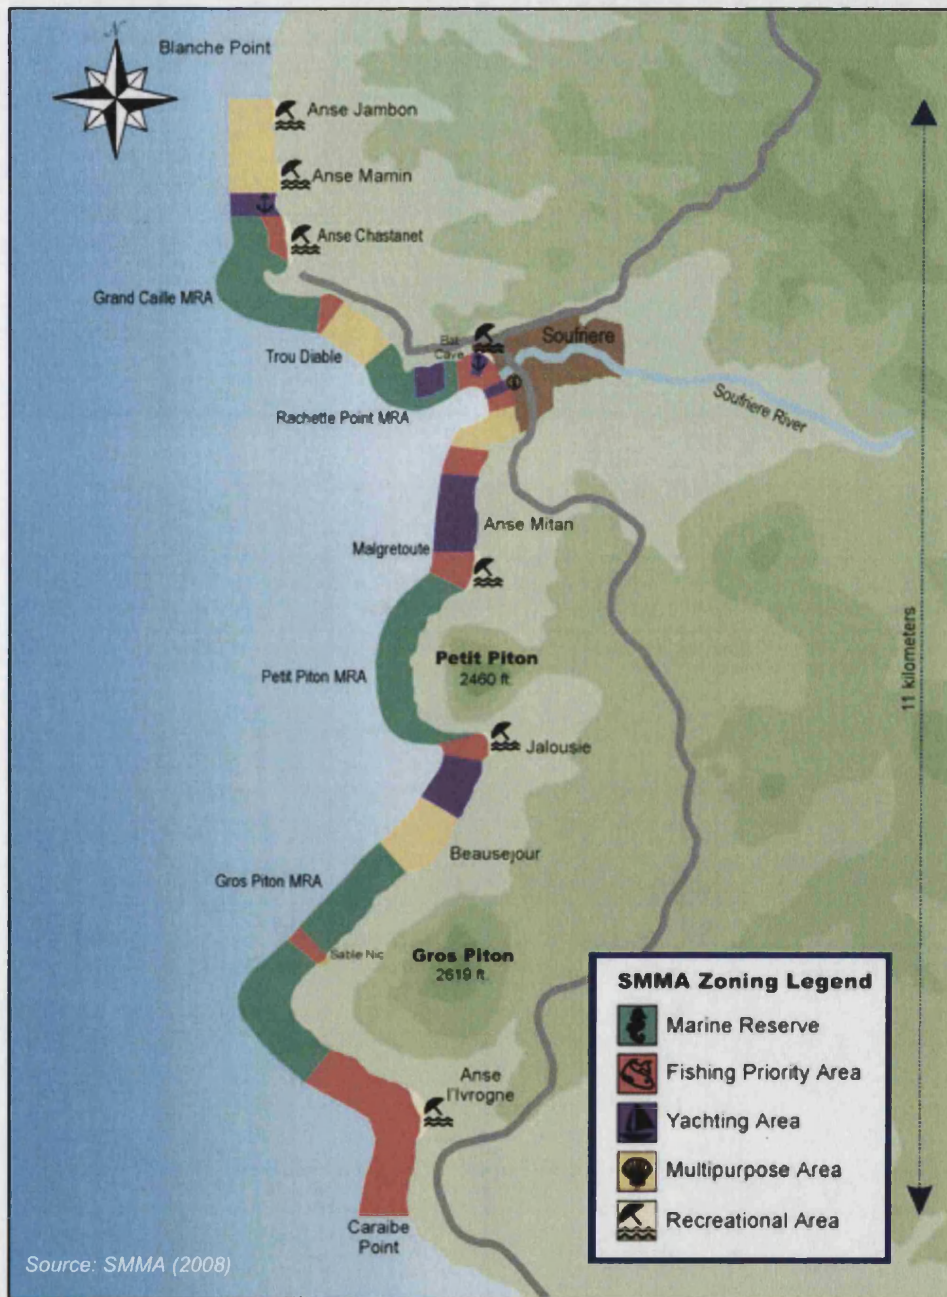 N
Blanche Point
Anse Jambon
Anse Mamin
Anse Chastanet
Grand Caille MRA
Trou Diable
Bat
Cave
Soufriere
Rachette Point MRA
Soufriere River
Anse Mitan
Malgretoute
Petit Piton
2460 ft.
Petit Piton MRA
11 kilometers
Jalousie
Beausejour
Gros Piton MRA
Sable Nic
Gros Piton
2619 ft.
Anse
l'Ivrogne
Caraibe
Point
SMMA Zoning Legend
Marine Reserve
Fishing Priority Area
Yachting Area
Multipurpose Area
Recreational Area
Source: SMMA (2008)